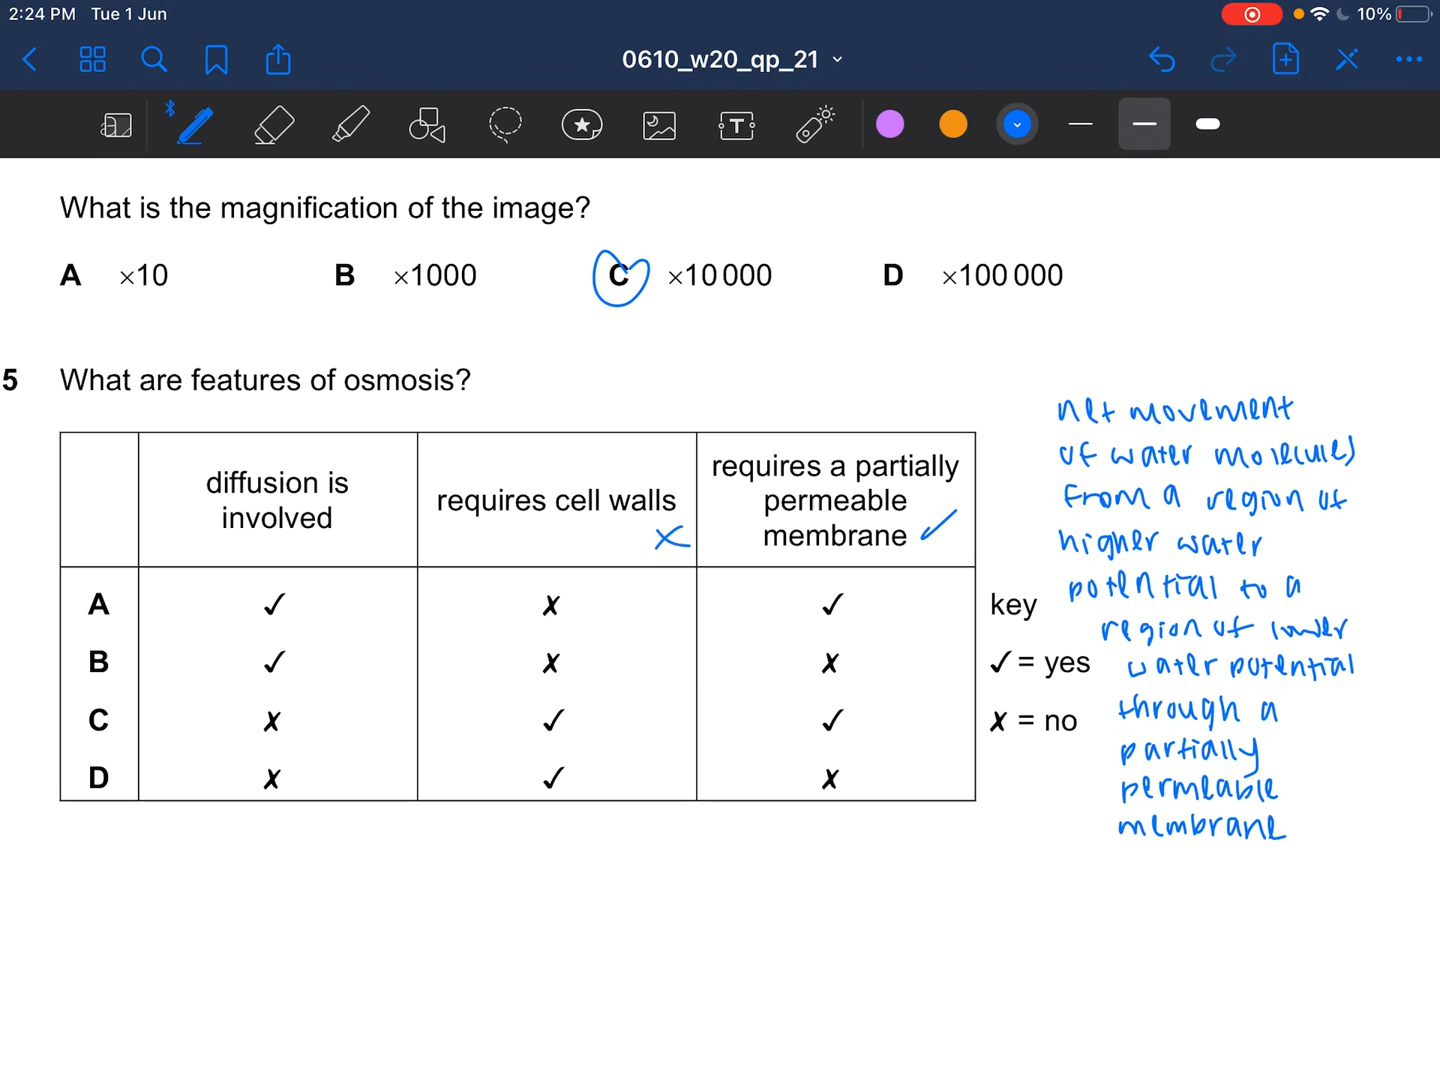 2:24 PM Tue 1 Jun
10%
0610_w20_qp_21
What is the magnification of the image?
A ×10 B ×1000 C ×10 000 D ×100 000
5 What are features of osmosis?
diffusion is
involved
requires cell walls
✗
requires a partially
permeable
membrane ✓
A ✓ ✗ ✓
B ✓ ✗ ✗
C ✗ ✓ ✓
D ✗ ✓ ✗
key
✓ = yes
✗ = no
net movement
of water molecules
from a region of
higher water
potential to a
region of lower
water potential
through a
partially
permeable
membrane